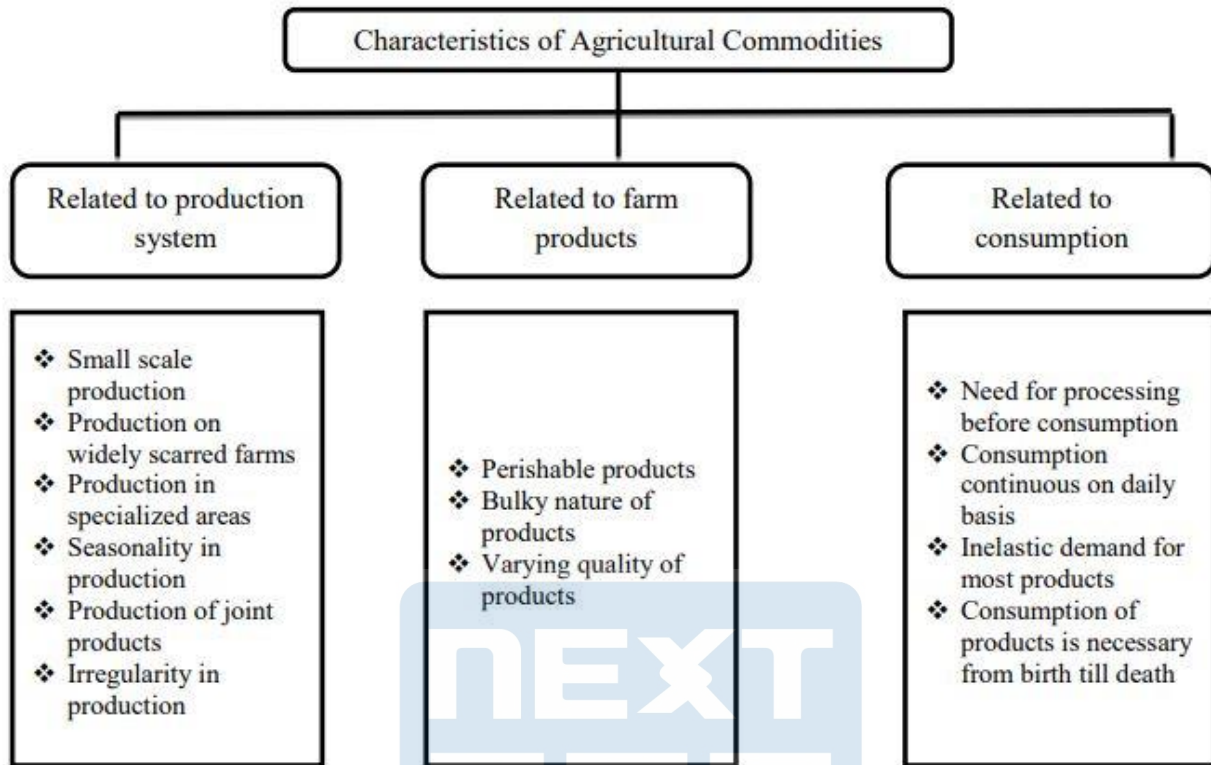 Characteristics of Agricultural Commodities
Related to production
system
Related to farm
products
Related to
consumption
❖ Small scale
production
❖ Production on
widely scarred farms
❖ Production in
specialized areas
❖ Seasonality in
production
❖ Production of joint
products
❖ Irregularity in
production
❖ Perishable products
❖ Bulky nature of
products
❖ Varying quality of
products
❖ Need for processing
before consumption
❖ Consumption
continuous on daily
basis
❖ Inelastic demand for
most products
❖ Consumption of
products is necessary
from birth till death
NEXT